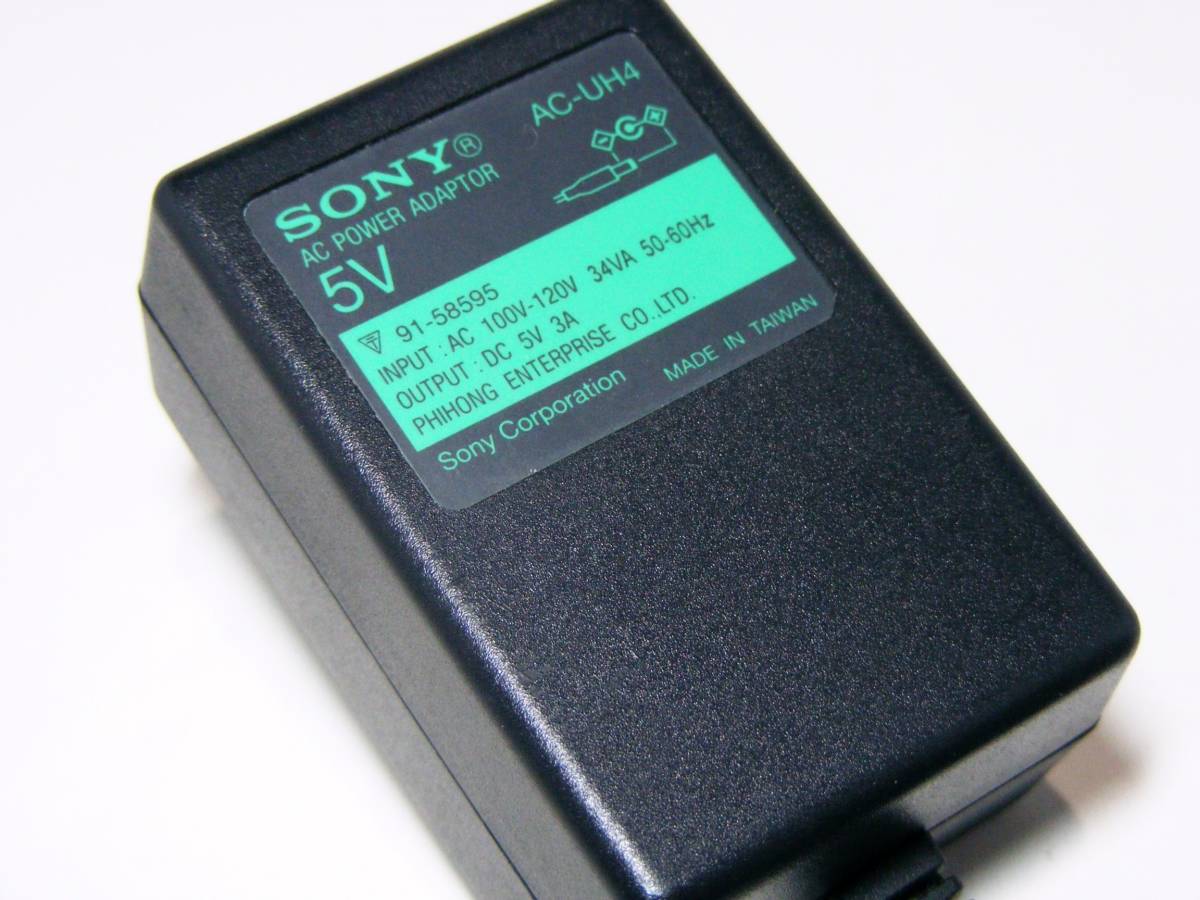 SONY®
AC POWER ADAPTOR
AC-UH4
5V
91-58595
INPUT : AC 100V-120V 34VA 50-60Hz
OUTPUT : DC 5V 3A
PHIHONG ENTERPRISE CO.,LTD.
Sony Corporation MADE IN TAIWAN